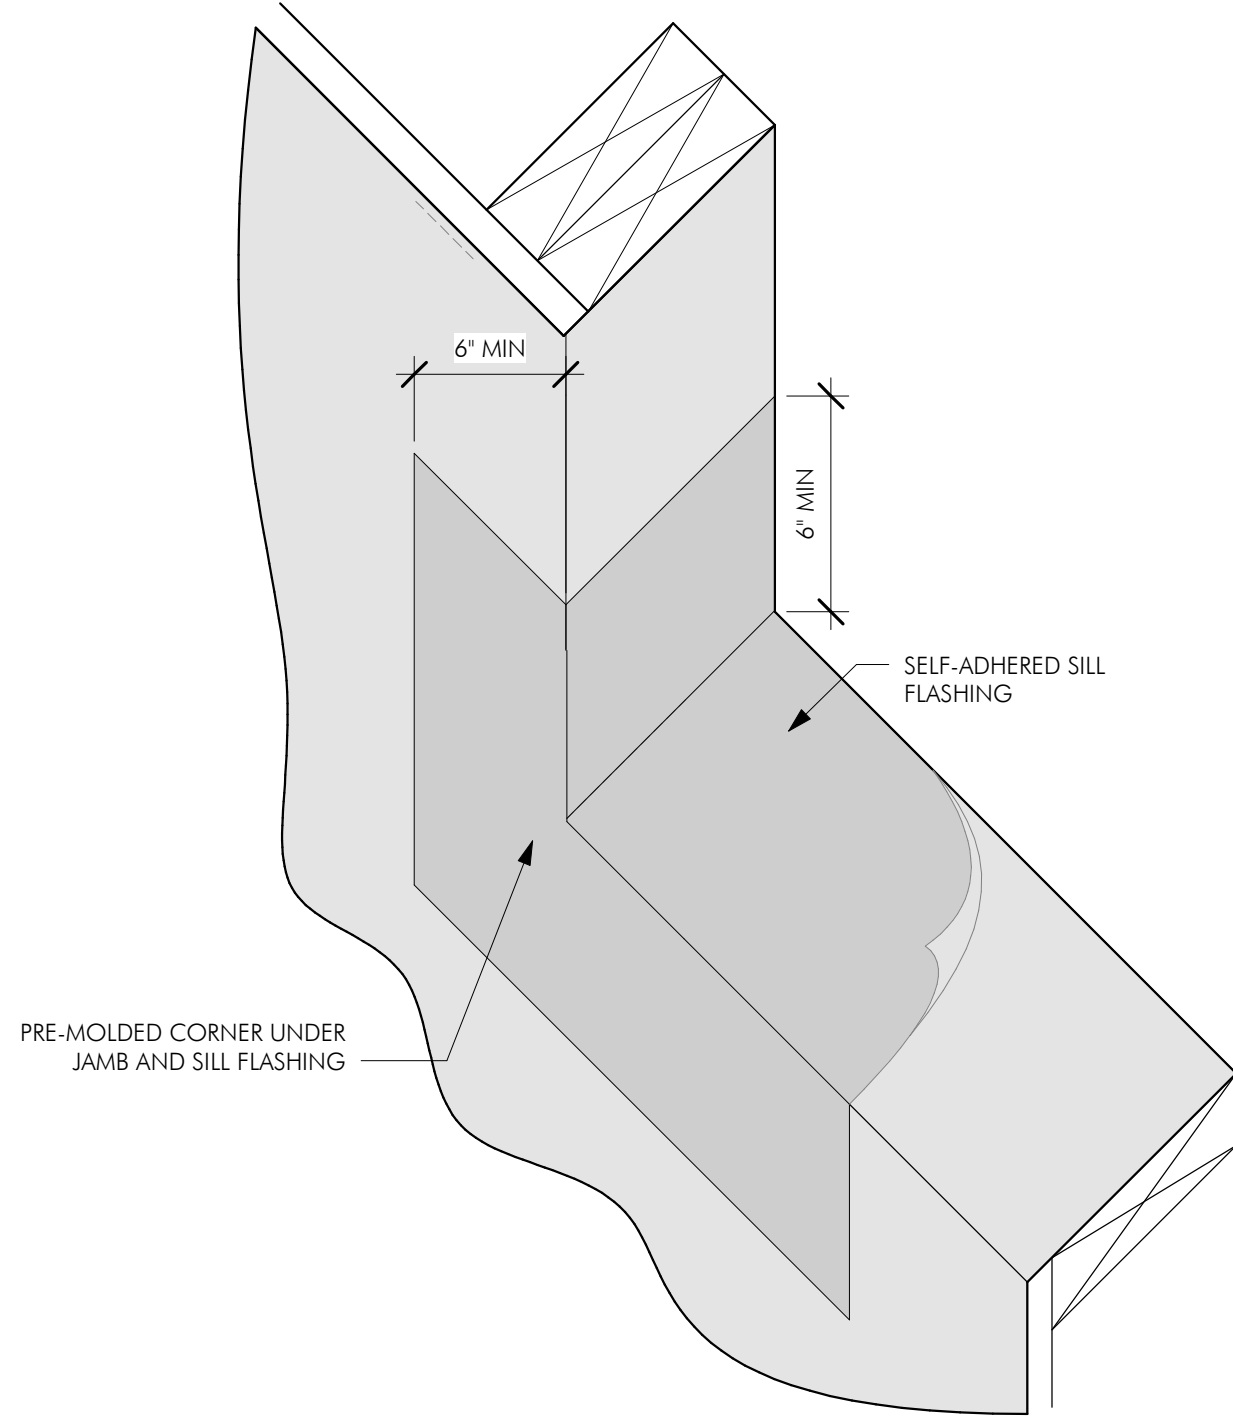 6" MIN
6" MIN
SELF-ADHERED SILL
FLASHING
PRE-MOLDED CORNER UNDER
JAMB AND SILL FLASHING